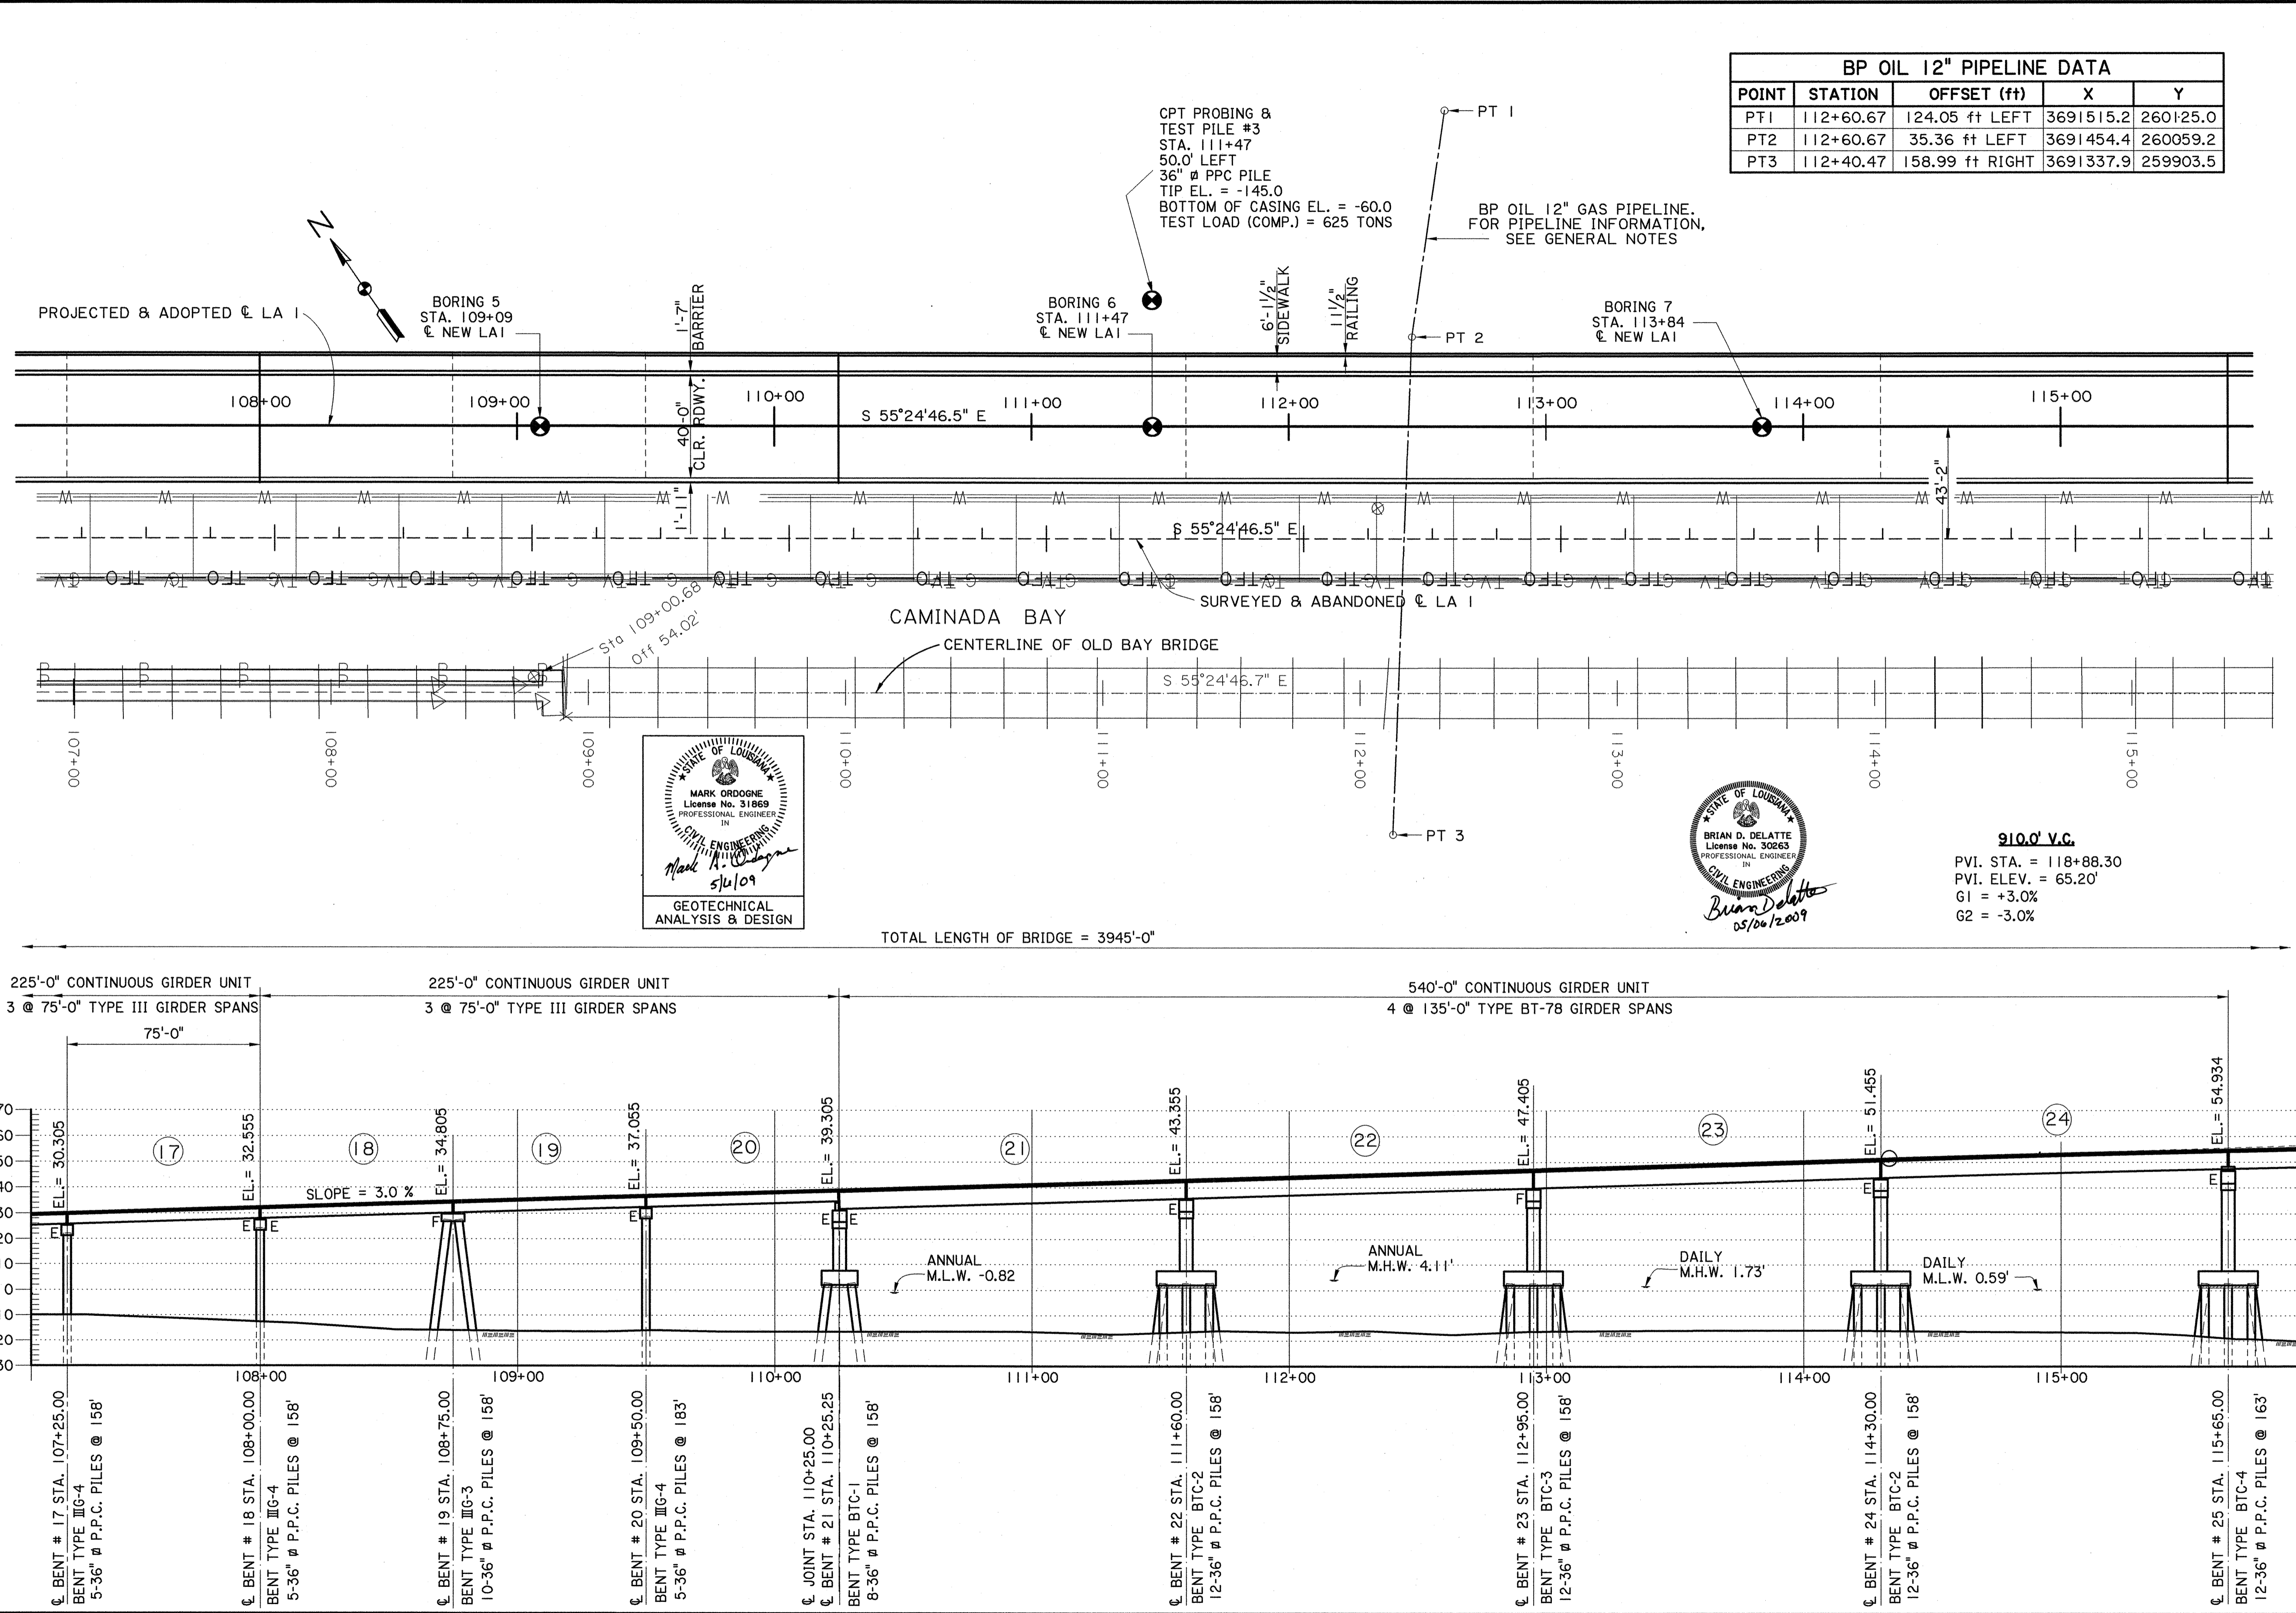 BP OIL 12" PIPELINE DATA
POINT STATION OFFSET (ft) X Y
PT1 112+60.67 124.05 ft LEFT 3691515.2 260125.0
PT2 112+60.67 35.36 ft LEFT 3691454.4 260059.2
PT3 112+40.47 158.99 ft RIGHT 3691337.9 259903.5
CPT PROBING &
TEST PILE #3
STA. 111+47
50.0' LEFT
36" ⌀ PPC PILE
TIP EL. = -145.0
BOTTOM OF CASING EL. = -60.0
TEST LOAD (COMP.) = 625 TONS
PT 1
BP OIL 12" GAS PIPELINE.
FOR PIPELINE INFORMATION,
SEE GENERAL NOTES
N
PROJECTED & ADOPTED ℄ LA 1
BORING 5
STA. 109+09
℄ NEW LA1
1'-7"
BARRIER
BORING 6
STA. 111+47
℄ NEW LA1
6'-1½"
SIDEWALK
11½"
RAILING
PT 2
BORING 7
STA. 113+84
℄ NEW LA1
108+00
109+00
110+00
111+00
112+00
113+00
114+00
115+00
40'-0"
CLR. RDWY.
S 55°24'46.5" E
1'-11"
43'-2"
S 55°24'46.5" E
SURVEYED & ABANDONED ℄ LA 1
CAMINADA BAY
Sta 109+00.68
Off 54.02'
CENTERLINE OF OLD BAY BRIDGE
S 55°24'46.7" E
107+00
108+00
109+00
110+00
111+00
112+00
113+00
114+00
115+00
PT 3
STATE OF LOUISIANA
MARK ORDOGNE
License No. 31869
PROFESSIONAL ENGINEER
IN
CIVIL ENGINEERING
Mark A. Ordogne
5/6/09
GEOTECHNICAL
ANALYSIS & DESIGN
STATE OF LOUISIANA
BRIAN D. DELATTE
License No. 30263
PROFESSIONAL ENGINEER
IN
CIVIL ENGINEERING
Brian Delatte
05/06/2009
910.0' V.C.
PVI. STA. = 118+88.30
PVI. ELEV. = 65.20'
G1 = +3.0%
G2 = -3.0%
TOTAL LENGTH OF BRIDGE = 3945'-0"
225'-0" CONTINUOUS GIRDER UNIT
3 @ 75'-0" TYPE III GIRDER SPANS
75'-0"
225'-0" CONTINUOUS GIRDER UNIT
3 @ 75'-0" TYPE III GIRDER SPANS
540'-0" CONTINUOUS GIRDER UNIT
4 @ 135'-0" TYPE BT-78 GIRDER SPANS
EL.= 30.305
EL.= 32.555
EL.= 34.805
EL.= 37.055
EL.= 39.305
EL.= 43.355
EL.= 47.405
EL.= 51.455
EL.= 54.934
17
18
19
20
21
22
23
24
SLOPE = 3.0 %
E
E E
F
E
E E
E
F
E
E
ANNUAL
M.L.W. -0.82
ANNUAL
M.H.W. 4.11'
DAILY
M.H.W. 1.73'
DAILY
M.L.W. 0.59'
108+00
109+00
110+00
111+00
112+00
113+00
114+00
115+00
℄ BENT # 17 STA. 107+25.00
BENT TYPE IIIG-4
5-36" ⌀ P.P.C. PILES @ 158'
℄ BENT # 18 STA. 108+00.00
BENT TYPE IIIG-4
5-36" ⌀ P.P.C. PILES @ 158'
℄ BENT # 19 STA. 108+75.00
BENT TYPE IIIG-3
10-36" ⌀ P.P.C. PILES @ 158'
℄ BENT # 20 STA. 109+50.00
BENT TYPE IIIG-4
5-36" ⌀ P.P.C. PILES @ 183'
℄ JOINT STA. 110+25.00
℄ BENT # 21 STA. 110+25.25
BENT TYPE BTC-1
8-36" ⌀ P.P.C. PILES @ 158'
℄ BENT # 22 STA. 111+60.00
BENT TYPE BTC-2
12-36" ⌀ P.P.C. PILES @ 158'
℄ BENT # 23 STA. 112+95.00
BENT TYPE BTC-3
12-36" ⌀ P.P.C. PILES @ 158'
℄ BENT # 24 STA. 114+30.00
BENT TYPE BTC-2
12-36" ⌀ P.P.C. PILES @ 158'
℄ BENT # 25 STA. 115+65.00
BENT TYPE BTC-4
12-36" ⌀ P.P.C. PILES @ 163'